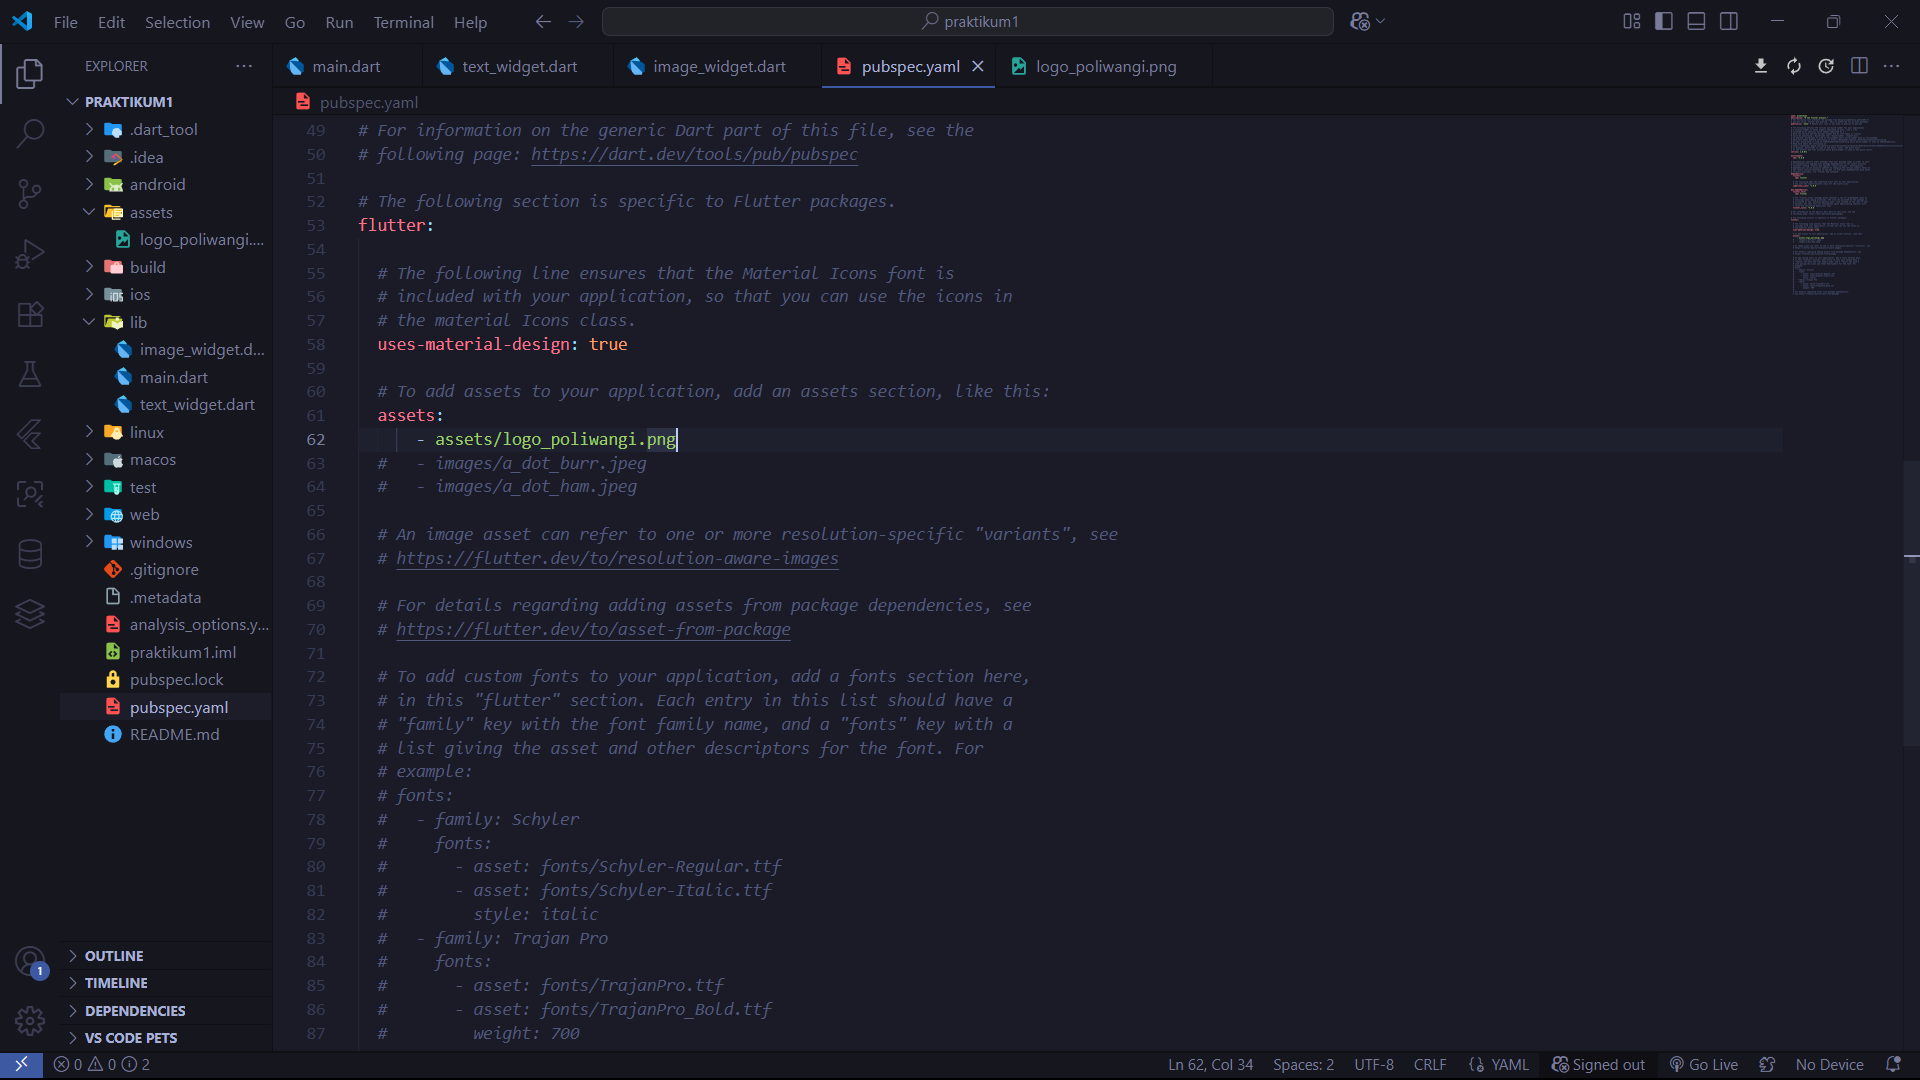 File Edit Selection View Go Run Terminal Help
praktikum1
EXPLORER
main.dart
text_widget.dart
image_widget.dart
pubspec.yaml
logo_poliwangi.png
PRAKTIKUM1
.dart_tool
.idea
android
assets
logo_poliwangi....
build
ios
lib
image_widget.d...
main.dart
text_widget.dart
linux
macos
test
web
windows
.gitignore
.metadata
analysis_options.y...
praktikum1.iml
pubspec.lock
pubspec.yaml
README.md
OUTLINE
TIMELINE
DEPENDENCIES
VS CODE PETS
1
pubspec.yaml
49 # For information on the generic Dart part of this file, see the
50 # following page: https://dart.dev/tools/pub/pubspec
51
52 # The following section is specific to Flutter packages.
53 flutter:
54
55 # The following line ensures that the Material Icons font is
56 # included with your application, so that you can use the icons in
57 # the material Icons class.
58 uses-material-design: true
59
60 # To add assets to your application, add an assets section, like this:
61 assets:
62 - assets/logo_poliwangi.png
63 # - images/a_dot_burr.jpeg
64 # - images/a_dot_ham.jpeg
65
66 # An image asset can refer to one or more resolution-specific "variants", see
67 # https://flutter.dev/to/resolution-aware-images
68
69 # For details regarding adding assets from package dependencies, see
70 # https://flutter.dev/to/asset-from-package
71
72 # To add custom fonts to your application, add a fonts section here,
73 # in this "flutter" section. Each entry in this list should have a
74 # "family" key with the font family name, and a "fonts" key with a
75 # list giving the asset and other descriptors for the font. For
76 # example:
77 # fonts:
78 # - family: Schyler
79 # fonts:
80 # - asset: fonts/Schyler-Regular.ttf
81 # - asset: fonts/Schyler-Italic.ttf
82 # style: italic
83 # - family: Trajan Pro
84 # fonts:
85 # - asset: fonts/TrajanPro.ttf
86 # - asset: fonts/TrajanPro_Bold.ttf
87 # weight: 700
0 0 2
Ln 62, Col 34 Spaces: 2 UTF-8 CRLF YAML Signed out Go Live No Device